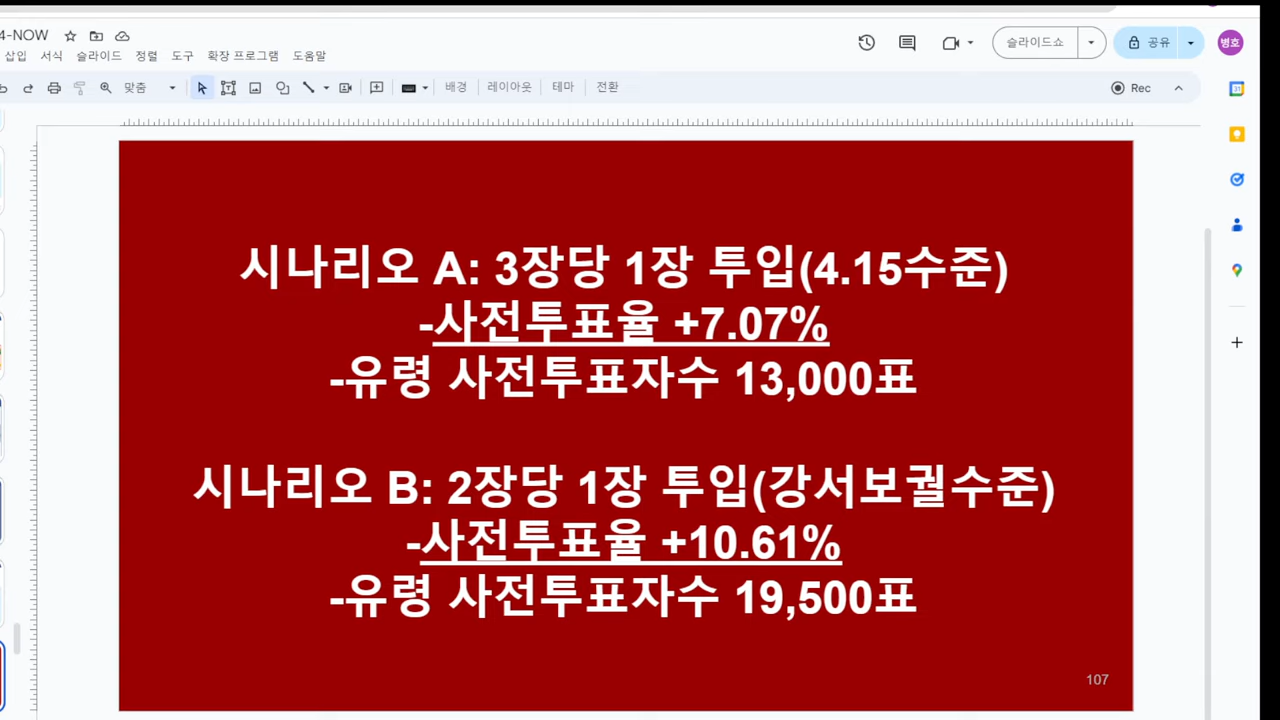 4-NOW
삽입 서식 슬라이드 정렬 도구 확장 프로그램 도움말
슬라이드쇼
공유
병호
맞춤
배경 레이아웃 테마 전환
Rec
31
시나리오 A: 3장당 1장 투입(4.15수준)
-사전투표율 +7.07%
-유령 사전투표자수 13,000표
시나리오 B: 2장당 1장 투입(강서보궐수준)
-사전투표율 +10.61%
-유령 사전투표자수 19,500표
107